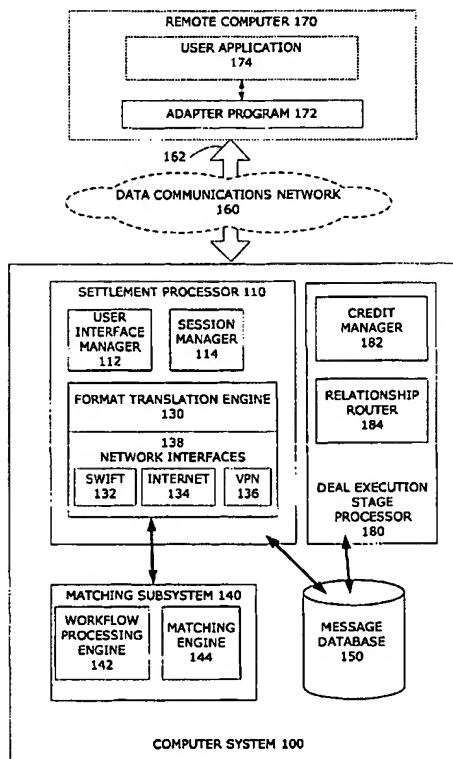 REMOTE COMPUTER 170
USER APPLICATION
174
ADAPTER PROGRAM 172
162
DATA COMMUNICATIONS NETWORK
160
SETTLEMENT PROCESSOR 110
USER
INTERFACE
MANAGER
112
SESSION
MANAGER
114
FORMAT TRANSLATION ENGINE
130
138
NETWORK INTERFACES
SWIFT
132
INTERNET
134
VPN
136
CREDIT
MANAGER
182
RELATIONSHIP
ROUTER
184
DEAL EXECUTION
STAGE
PROCESSOR
180
MATCHING SUBSYSTEM 140
WORKFLOW
PROCESSING
ENGINE
142
MATCHING
ENGINE
144
MESSAGE
DATABASE
150
COMPUTER SYSTEM 100